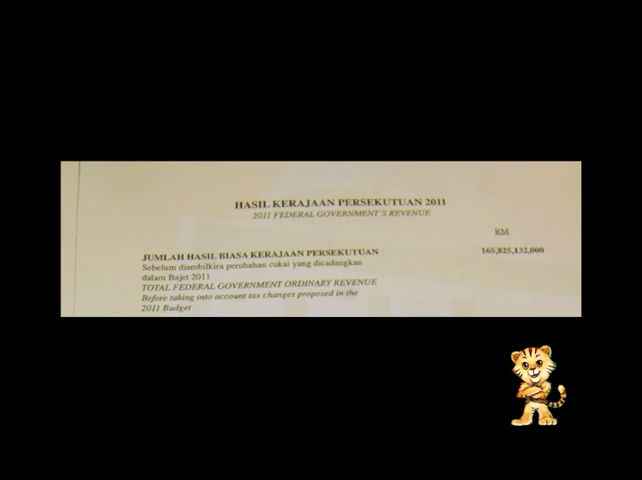 HASIL KERAJAAN PERSEKUTUAN 2011
2011 FEDERAL GOVERNMENT'S REVENUE
RM
JUMLAH HASIL BIASA KERAJAAN PERSEKUTUAN 165,825,132,000
Sebelum diambilkira perubahan cukai yang dicadangkan
dalam Bajet 2011
TOTAL FEDERAL GOVERNMENT ORDINARY REVENUE
Before taking into account tax changes proposed in the
2011 Budget